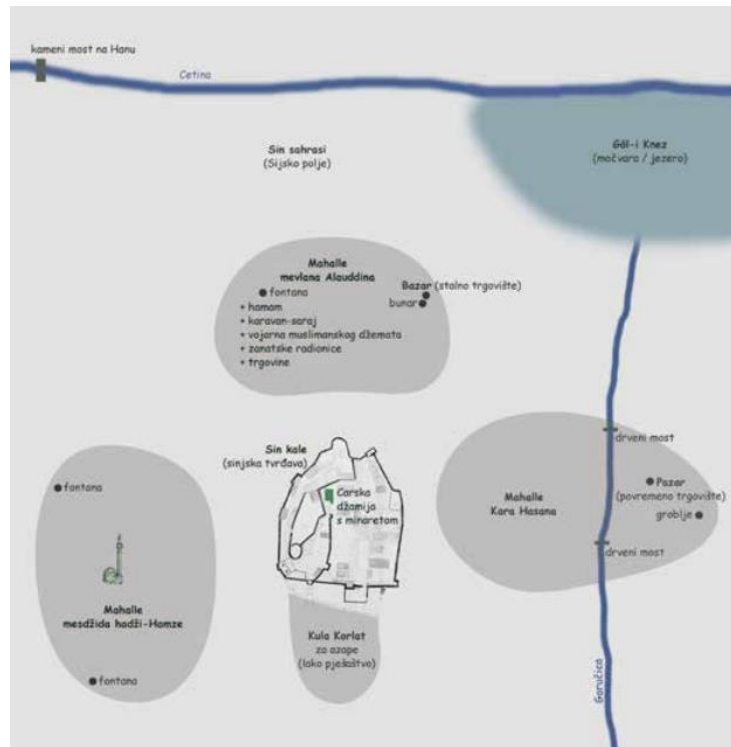 kameni most na Hanu
Cetina
Sin sahrasi
(Sijsko polje)
Göl-i Knez
(močvara / jezero)
Mahalle
mevlana Alauddina
fontana
+ hamam
+ karavan-saraj
+ vojarna muslimanskog džemata
+ zanatske radionice
+ trgovine
Bazar (stalno trgovište)
bunar
Sin kale
(sinjska tvrđava)
Carska
džamija
s minaretom
drveni most
Mahalle
Kara Hasana
Pazar
(povremeno trgovište)
groblje
drveni most
fontana
Mahalle
mesdžida hadži-Hamze
fontana
Kula Korlat
za azape
(lako pješaštvo)
Goručica